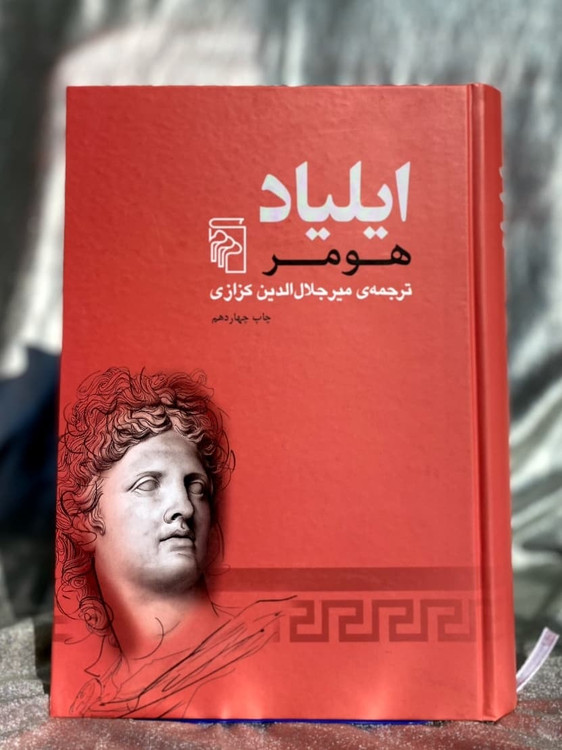 ایلیاد
هومر
ترجمه‌ی میرجلال‌الدین کزازی
چاپ چهاردهم